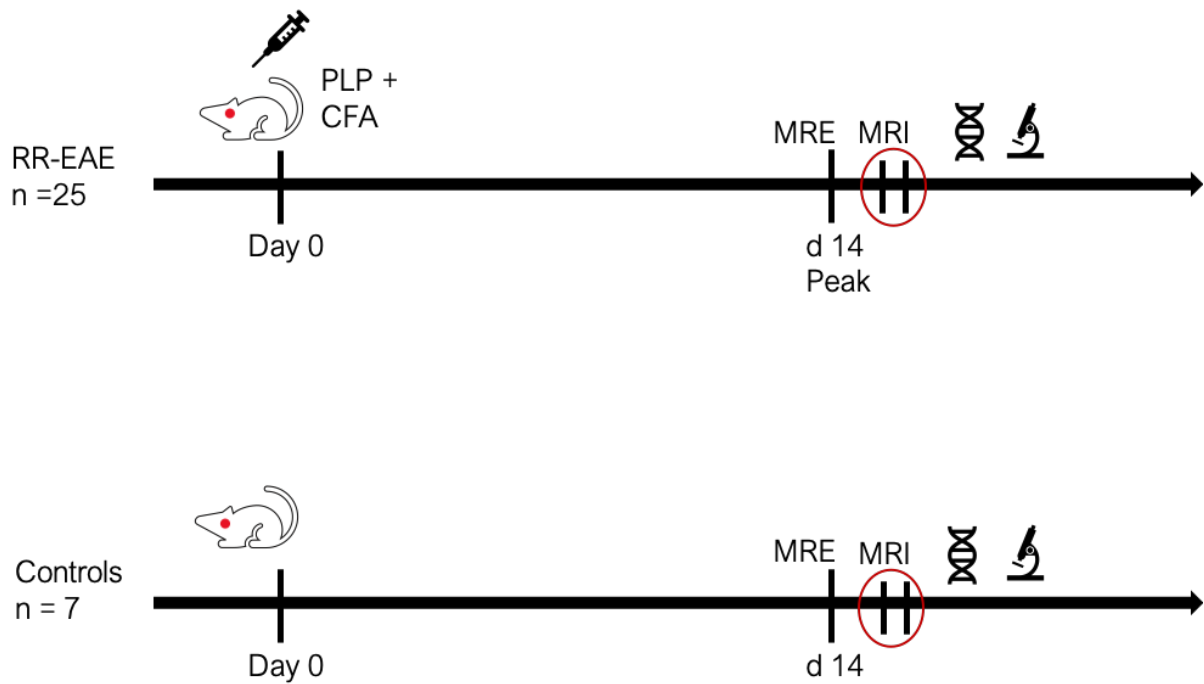 PLP +
CFA
MRE MRI
RR-EAE
n =25
Day 0
d 14
Peak
MRE MRI
Controls
n = 7
Day 0
d 14